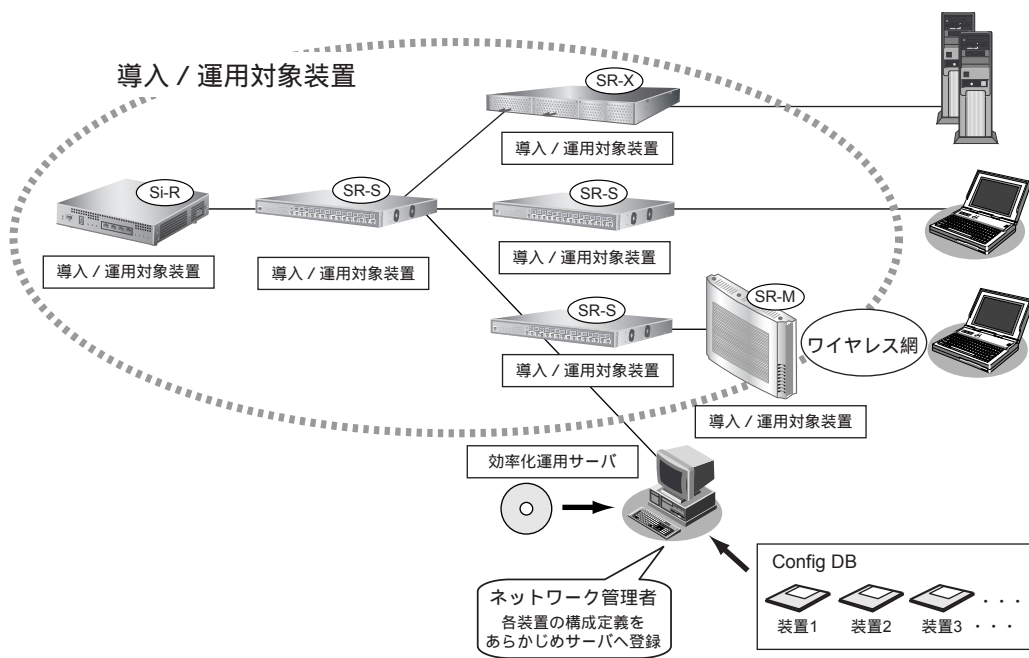 導入 / 運用対象装置
SR-X
導入 / 運用対象装置
Si-R
SR-S
SR-S
導入 / 運用対象装置
導入 / 運用対象装置
導入 / 運用対象装置
SR-S
SR-M
ワイヤレス網
導入 / 運用対象装置
導入 / 運用対象装置
効率化運用サーバ
ネットワーク管理者
各装置の構成定義を
あらかじめサーバへ登録
Config DB
・・・
装置1 装置2 装置3 ・・・